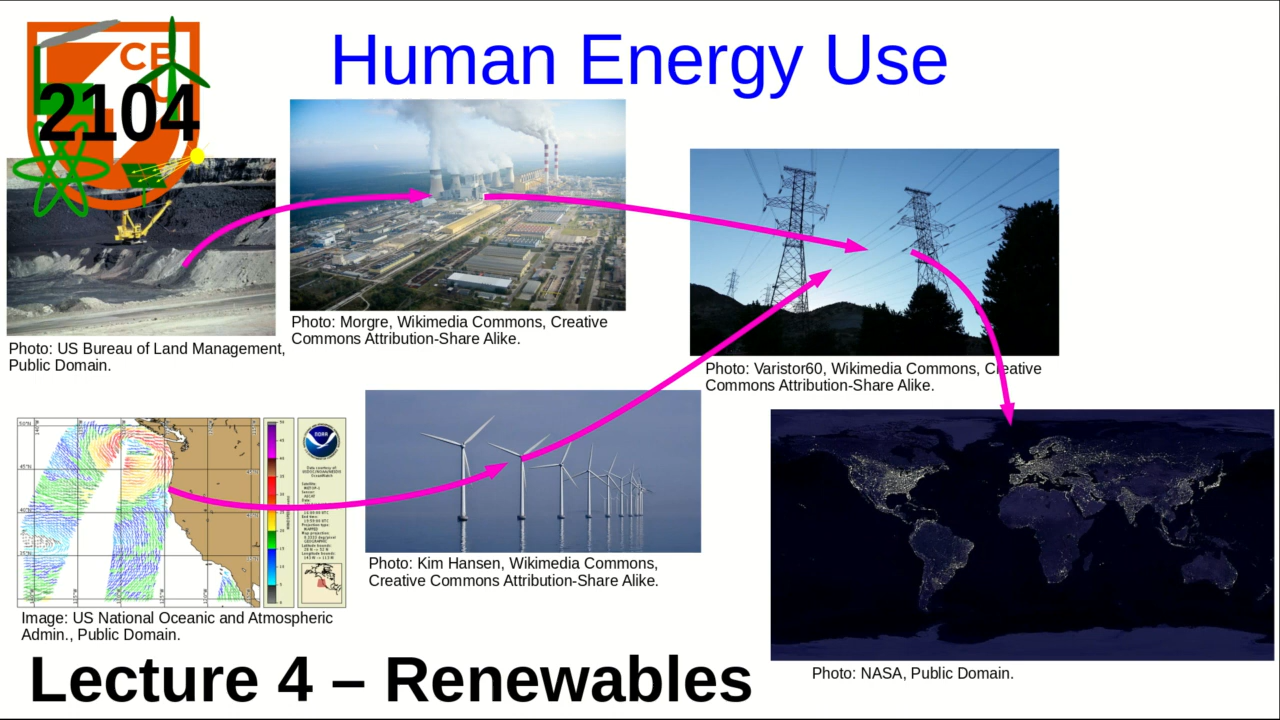 Human Energy Use
CE
2104
Photo: Morgre, Wikimedia Commons, Creative
Commons Attribution-Share Alike.
Photo: US Bureau of Land Management,
Public Domain.
Photo: Varistor60, Wikimedia Commons, Creative
Commons Attribution-Share Alike.
NOAA
Photo: Kim Hansen, Wikimedia Commons,
Creative Commons Attribution-Share Alike.
Image: US National Oceanic and Atmospheric
Admin., Public Domain.
Photo: NASA, Public Domain.
Lecture 4 – Renewables